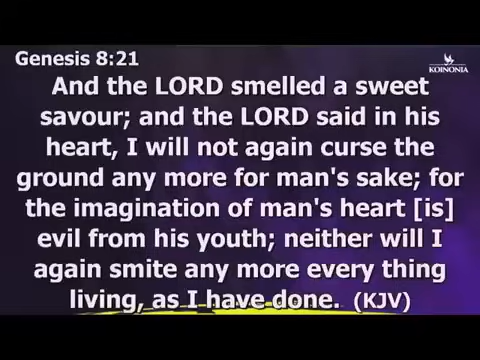 Genesis 8:21
KOINONIA
And the LORD smelled a sweet
savour; and the LORD said in his
heart, I will not again curse the
ground any more for man's sake; for
the imagination of man's heart [is]
evil from his youth; neither will I
again smite any more every thing
living, as I have done. (KJV)